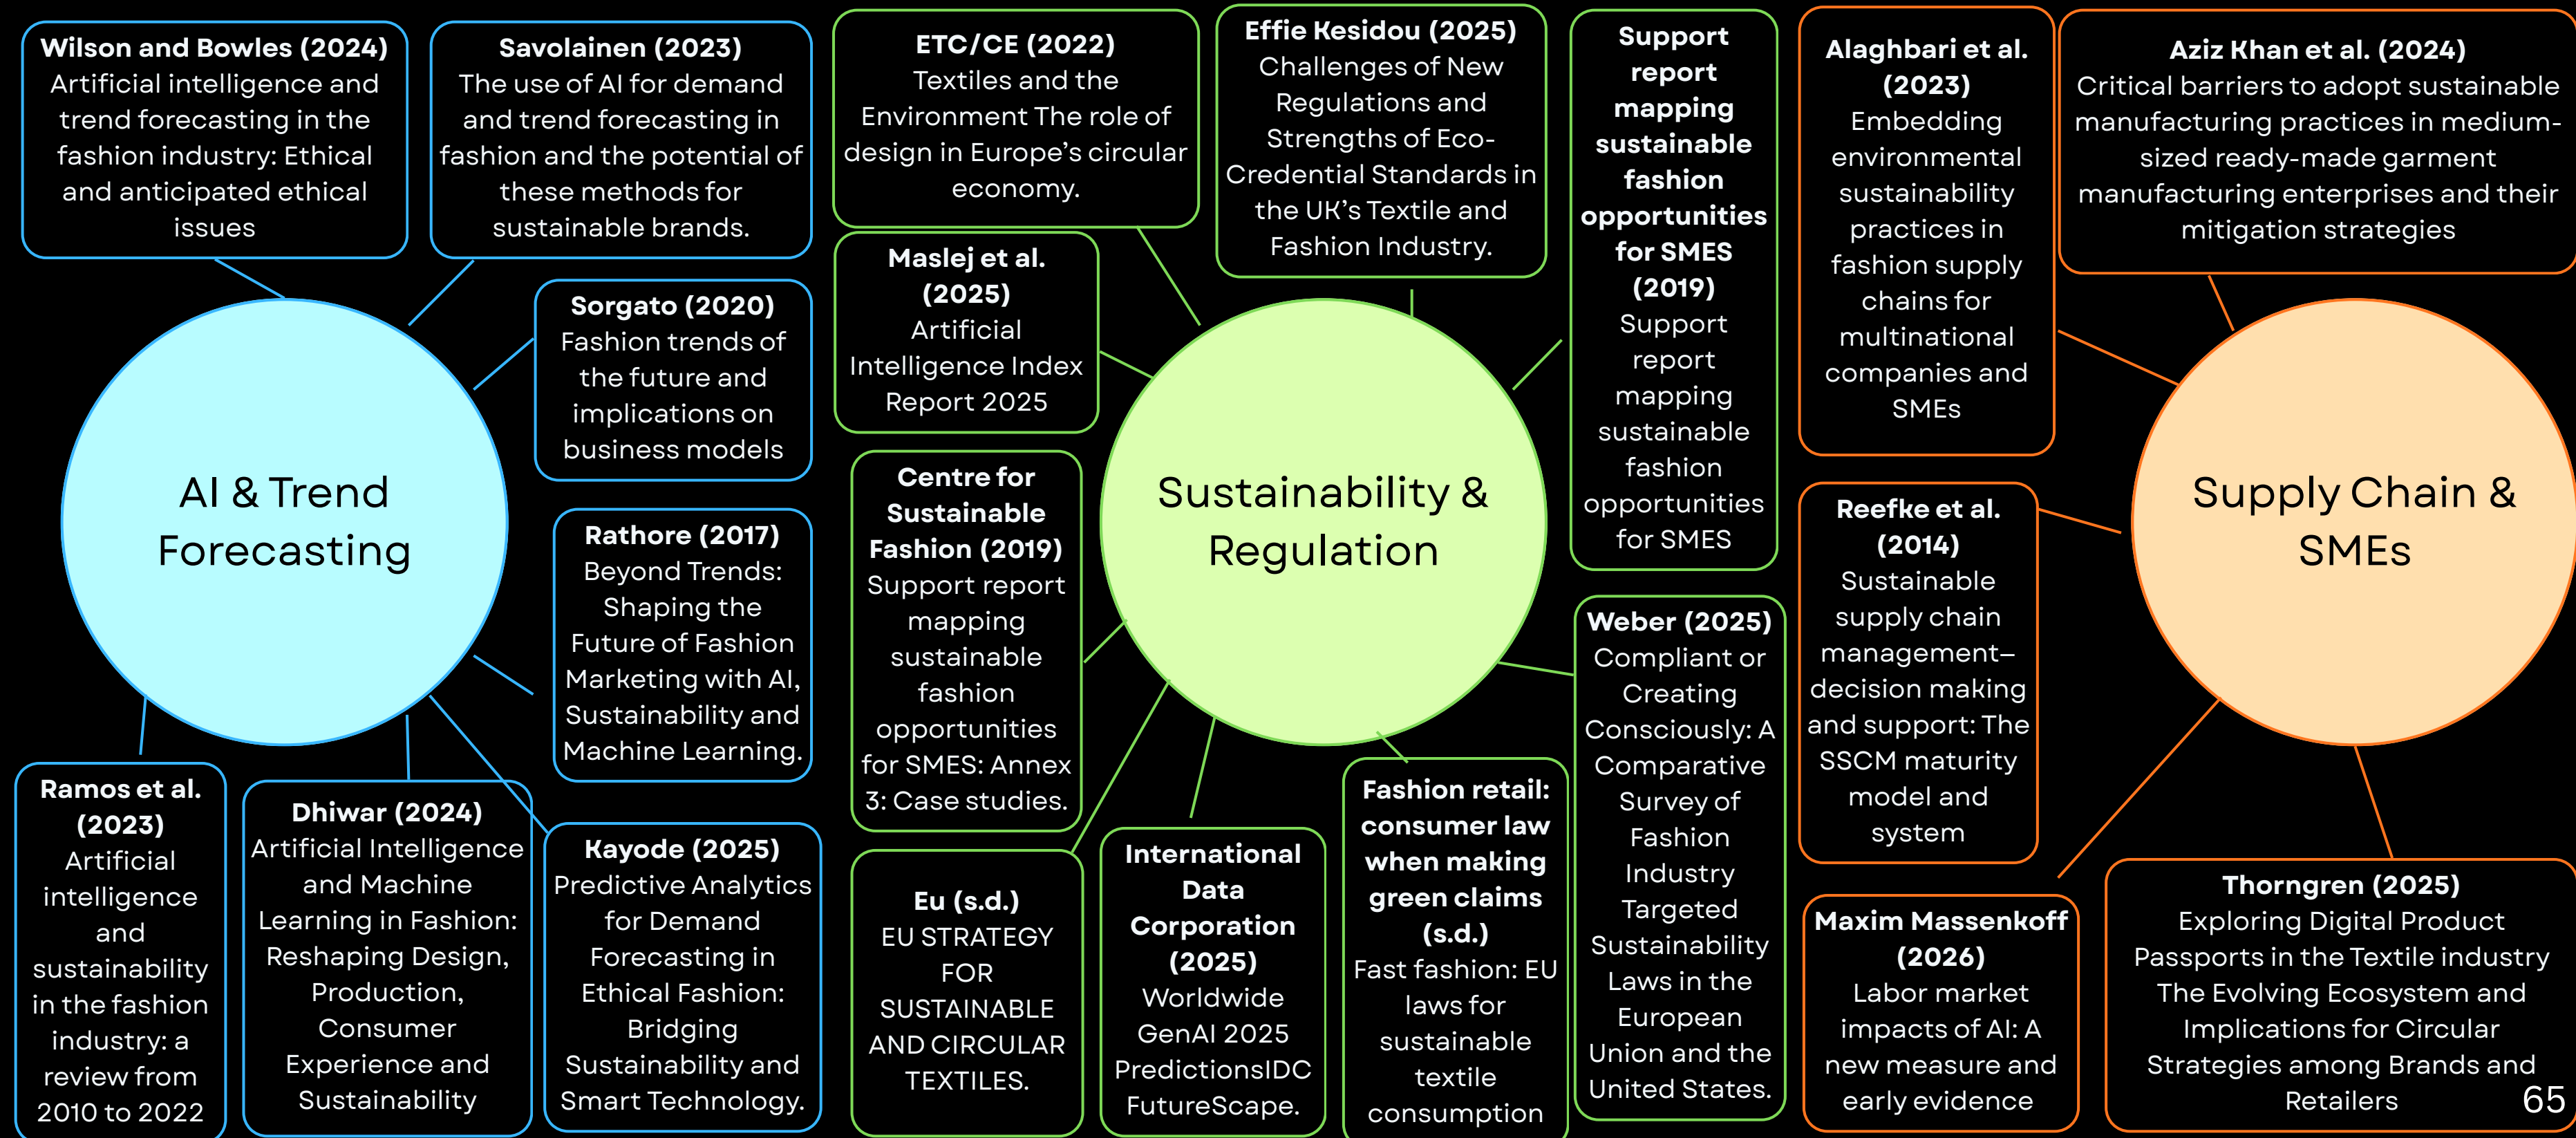 Wilson and Bowles (2024)
Artificial intelligence and
trend forecasting in the
fashion industry: Ethical
and anticipated ethical
issues
Savolainen (2023)
The use of AI for demand
and trend forecasting in
fashion and the potential of
these methods for
sustainable brands.
Sorgato (2020)
Fashion trends of
the future and
implications on
business models
AI & Trend
Forecasting
Rathore (2017)
Beyond Trends:
Shaping the
Future of Fashion
Marketing with AI,
Sustainability and
Machine Learning.
Ramos et al.
(2023)
Artificial
intelligence
and
sustainability
in the fashion
industry: a
review from
2010 to 2022
Dhiwar (2024)
Artificial Intelligence
and Machine
Learning in Fashion:
Reshaping Design,
Production,
Consumer
Experience and
Sustainability
Kayode (2025)
Predictive Analytics
for Demand
Forecasting in
Ethical Fashion:
Bridging
Sustainability and
Smart Technology.
ETC/CE (2022)
Textiles and the
Environment The role of
design in Europe’s circular
economy.
Effie Kesidou (2025)
Challenges of New
Regulations and
Strengths of Eco-
Credential Standards in
the UK’s Textile and
Fashion Industry.
Support
report
mapping
sustainable
fashion
opportunities
for SMES
(2019)
Support
report
mapping
sustainable
fashion
opportunities
for SMES
Maslej et al.
(2025)
Artificial
Intelligence Index
Report 2025
Sustainability &
Regulation
Centre for
Sustainable
Fashion (2019)
Support report
mapping
sustainable
fashion
opportunities
for SMES: Annex
3: Case studies.
Eu (s.d.)
EU STRATEGY
FOR
SUSTAINABLE
AND CIRCULAR
TEXTILES.
International
Data
Corporation
(2025)
Worldwide
GenAI 2025
PredictionsIDC
FutureScape.
Fashion retail:
consumer law
when making
green claims
(s.d.)
Fast fashion: EU
laws for
sustainable
textile
consumption
Weber (2025)
Compliant or
Creating
Consciously: A
Comparative
Survey of
Fashion
Industry
Targeted
Sustainability
Laws in the
European
Union and the
United States.
Alaghbari et al.
(2023)
Embedding
environmental
sustainability
practices in
fashion supply
chains for
multinational
companies and
SMEs
Aziz Khan et al. (2024)
Critical barriers to adopt sustainable
manufacturing practices in medium-
sized ready-made garment
manufacturing enterprises and their
mitigation strategies
Supply Chain &
SMEs
Reefke et al.
(2014)
Sustainable
supply chain
management—
decision making
and support: The
SSCM maturity
model and
system
Maxim Massenkoff
(2026)
Labor market
impacts of AI: A
new measure and
early evidence
Thorngren (2025)
Exploring Digital Product
Passports in the Textile industry
The Evolving Ecosystem and
Implications for Circular
Strategies among Brands and
Retailers
65